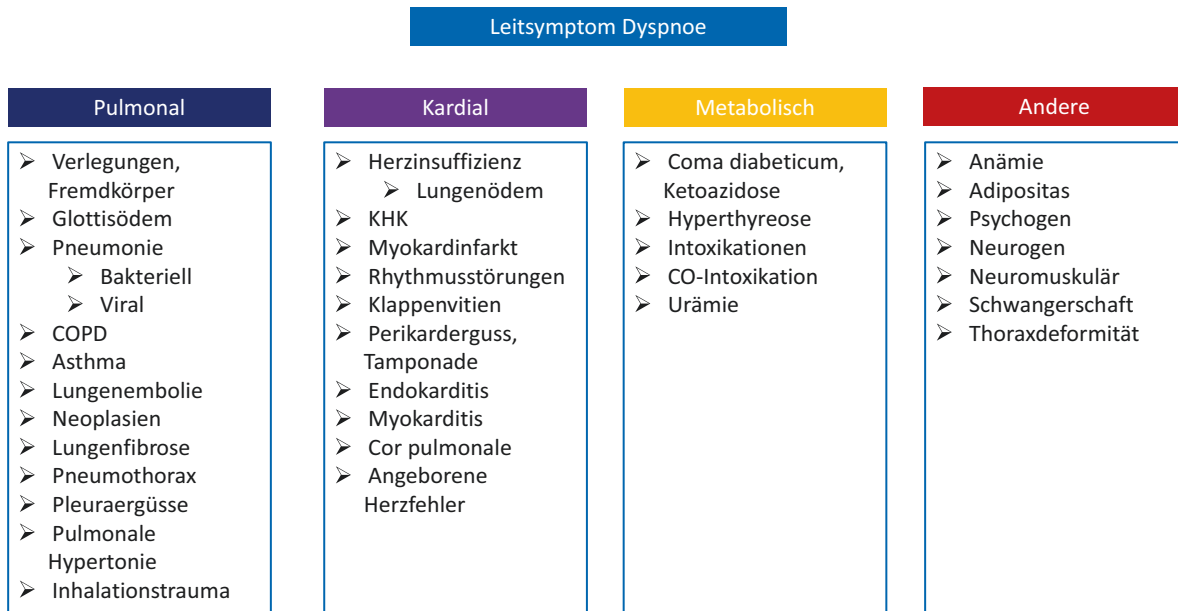 Leitsymptom Dyspnoe
Pulmonal
Verlegungen,
Fremdkörper
Glottisödem
Pneumonie
Bakteriell
Viral
COPD
Asthma
Lungenembolie
Neoplasien
Lungenfibrose
Pneumothorax
Pleuraergüsse
Pulmonale
Hypertonie
Inhalationstrauma
Kardial
Herzinsuffizienz
Lungenödem
KHK
Myokardinfarkt
Rhythmusstörungen
Klappenvitien
Perikarderguss,
Tamponade
Endokarditis
Myokarditis
Cor pulmonale
Angeborene
Herzfehler
Metabolisch
Coma diabeticum,
Ketoazidose
Hyperthyreose
Intoxikationen
CO-Intoxikation
Urämie
Andere
Anämie
Adipositas
Psychogen
Neurogen
Neuromuskulär
Schwangerschaft
Thoraxdeformität